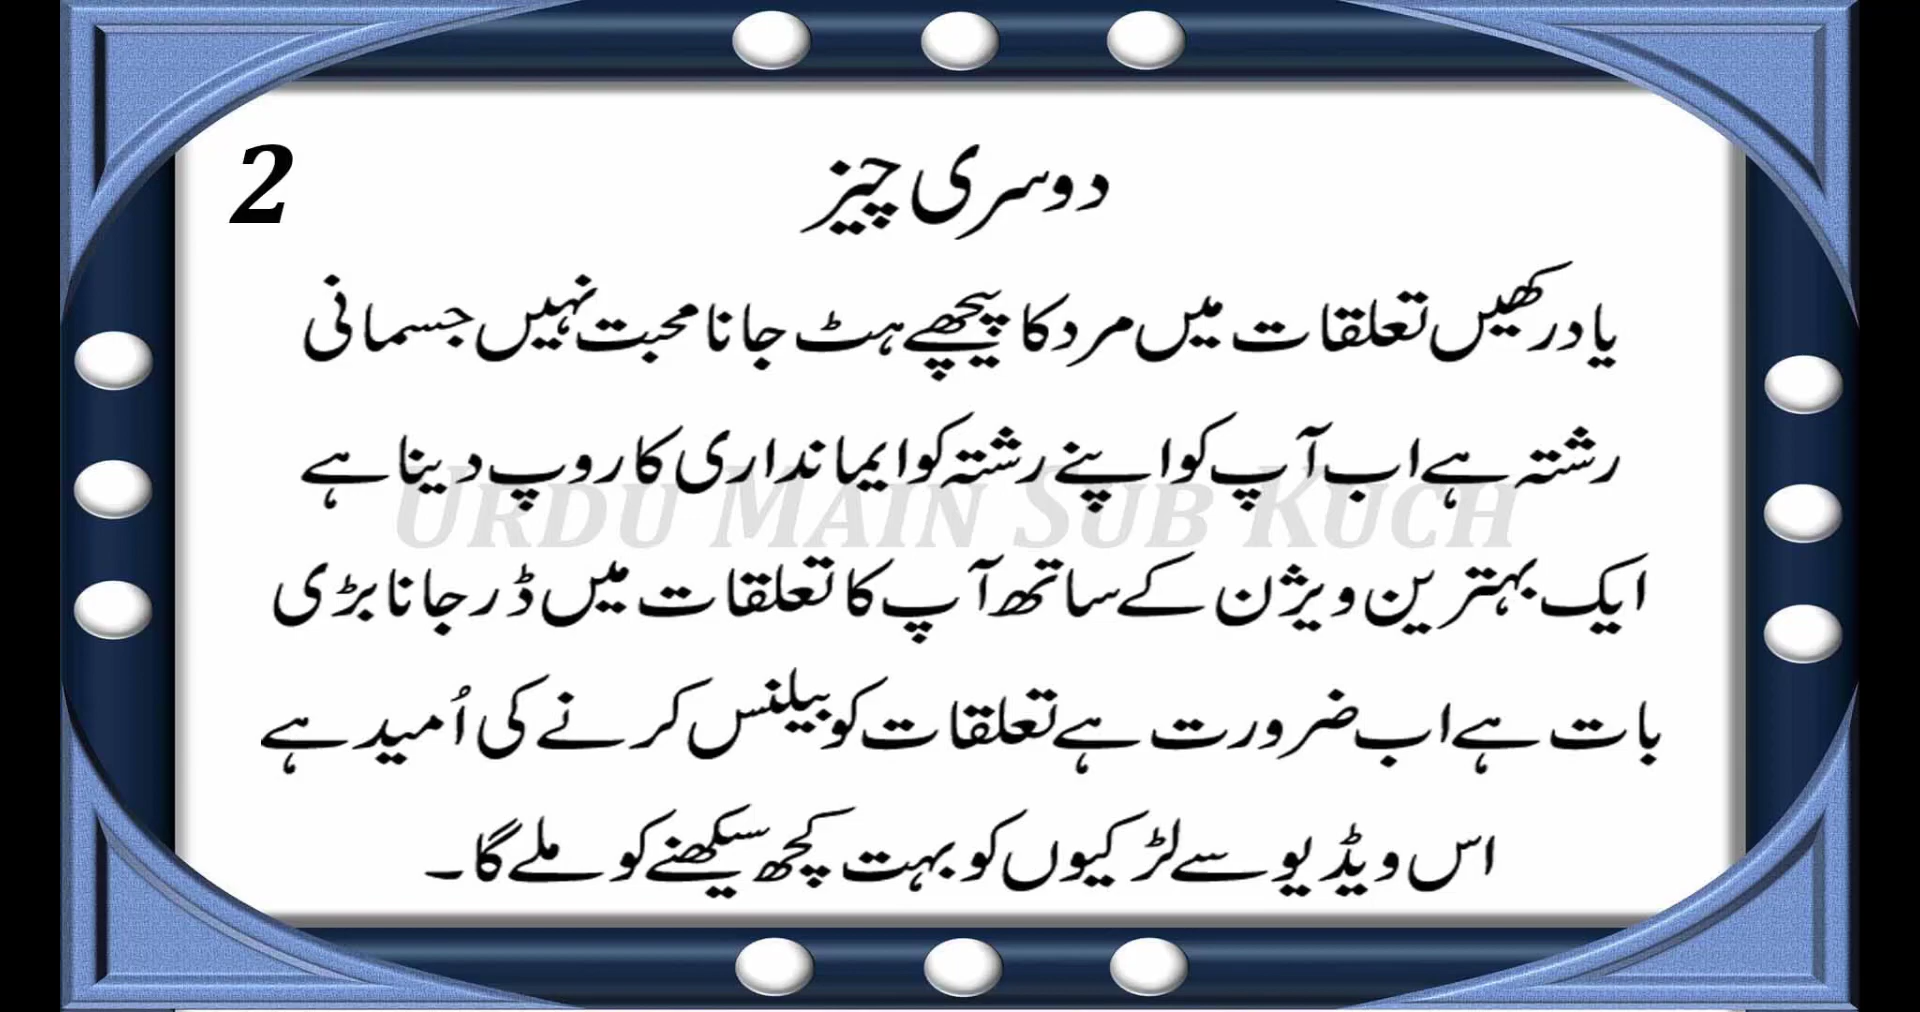 2
دوسری چیز
یاد رکھیں تعلقات میں مرد کا پیچھے ہٹ جانا محبت نہیں جسمانی
رشتہ ہے اب آپ کو اپنے رشتہ کو ایمانداری کا روپ دینا ہے
URDU MAIN SUB KUCH
ایک بہترین ویژن کے ساتھ آپ کا تعلقات میں ڈر جانا بڑی
بات ہے اب ضرورت ہے تعلقات کو بیلنس کرنے کی اُمید ہے
اس ویڈیو سے لڑکیوں کو بہت کچھ سیکھنے کو ملے گا۔